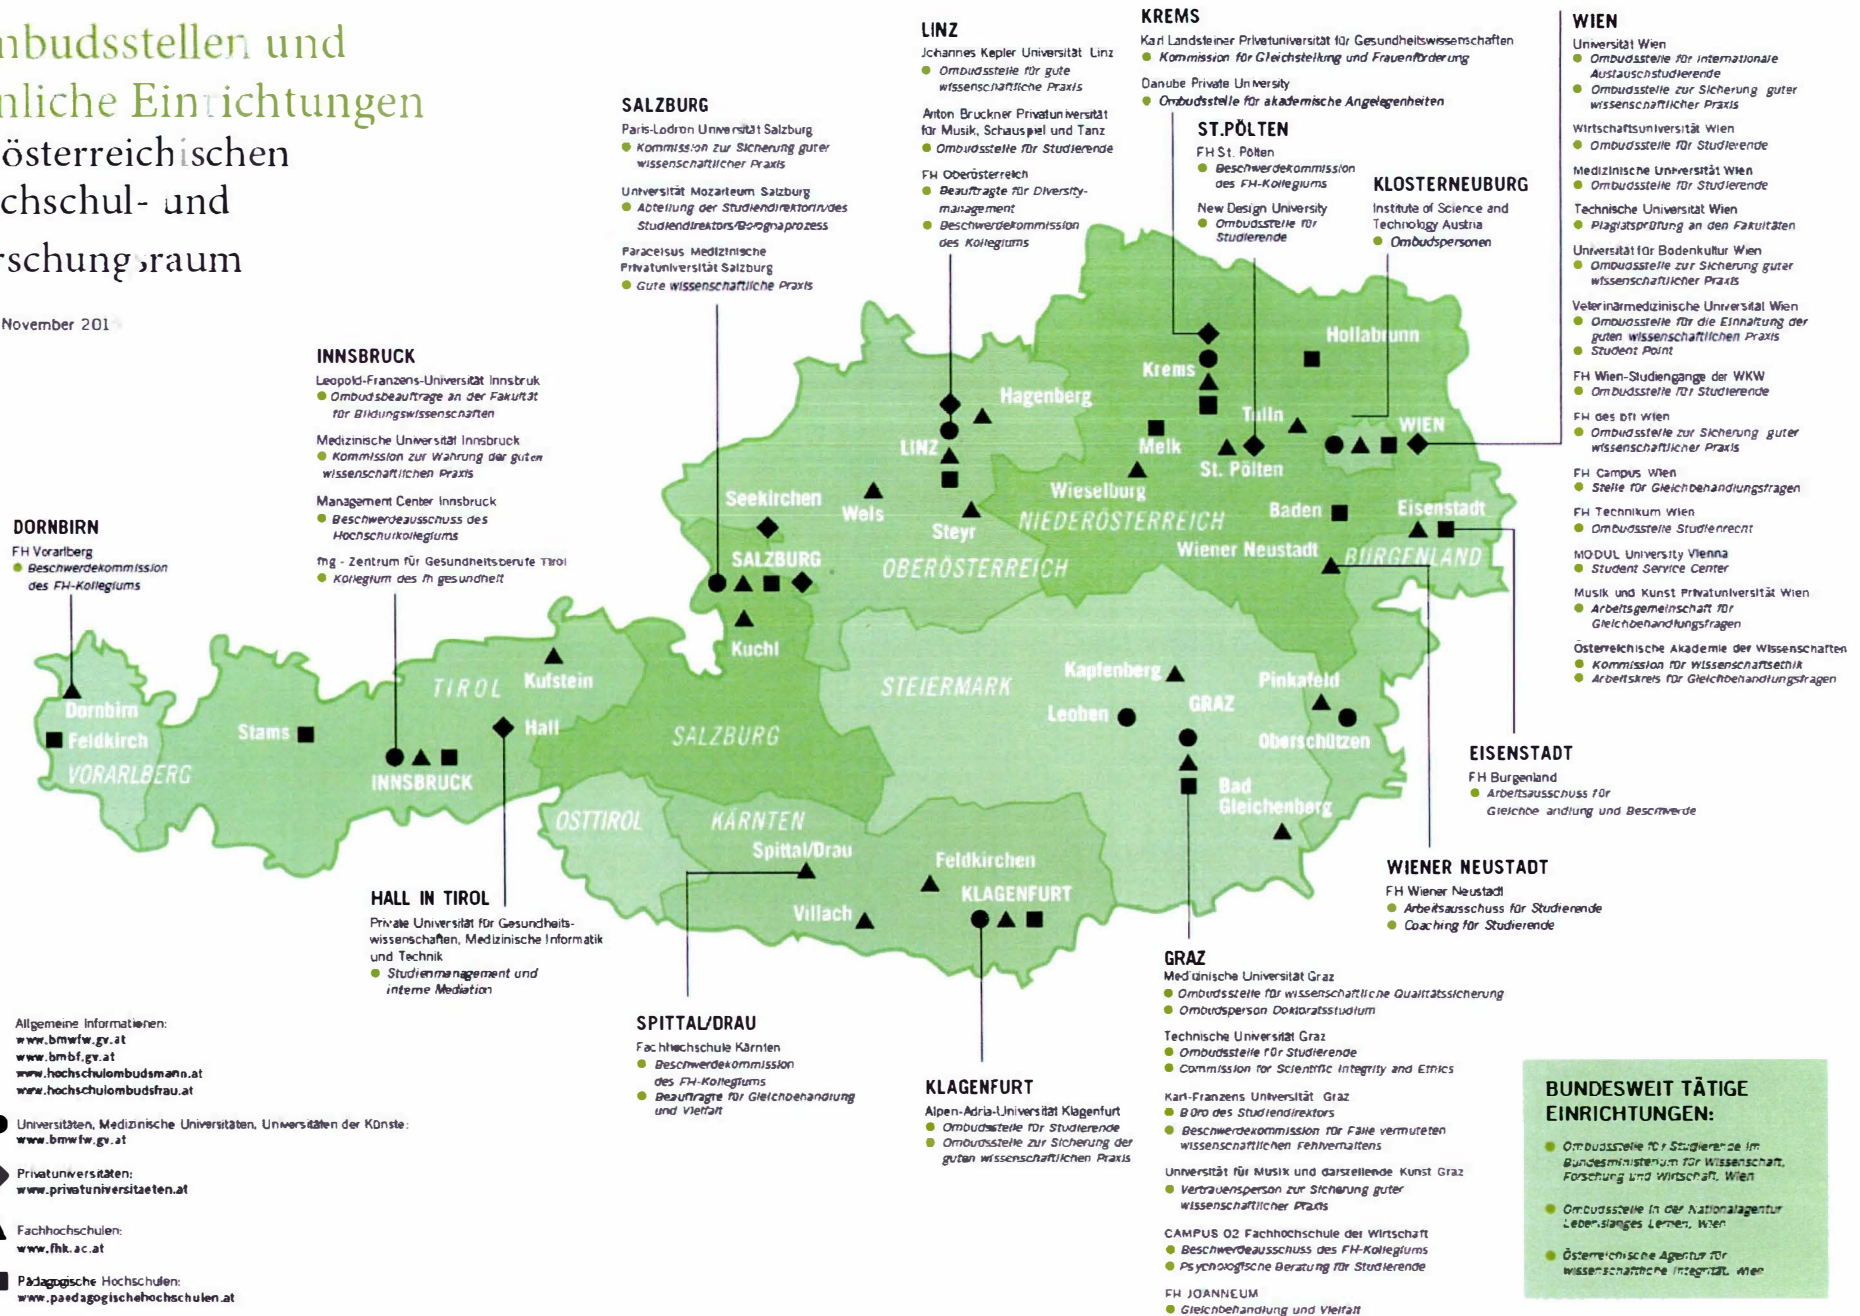 nbudsstellen und
nliche Einrichtungen
österreichischen
chschul- und
rschungsraum
November 201
DORNBIRN
FH Vorarlberg
Beschwerdekommission
des FH-Kollegiums
INNSBRUCK
Leopold-Franzens-Universität Innsbruk
Ombudsbeauftrage an der Fakultät
für Bildungswissenschaften
Medizinische Universität Innsbruck
Kommission zur Wahrung der guten
wissenschaftlichen Praxis
Management Center Innsbruck
Beschwerdeausschuss des
Hochschulkollegiums
fhg - Zentrum für Gesundheitsberufe Tirol
Kollegium des fh gesundheit
SALZBURG
Paris-Lodron Universität Salzburg
Kommission zur Sicherung guter
wissenschaftlicher Praxis
Universität Mozarteum Salzburg
Abteilung der Studiendirektorin/des
Studiendirektors/Bolognaprozess
Paracelsus Medizinische
Privatuniversität Salzburg
Gute wissenschaftliche Praxis
LINZ
Johannes Kepler Universität Linz
Ombudsstelle für gute
wissenschaftliche Praxis
Anton Bruckner Privatuniversität
für Musik, Schauspiel und Tanz
Ombudsstelle für Studierende
FH Oberösterreich
Beauftragte für Diversity-
management
Beschwerdekommission
des Kollegiums
KREMS
Karl Landsteiner Privatuniversität für Gesundheitswissenschaften
Kommission für Gleichstellung und Frauenförderung
Danube Private University
Ombudsstelle für akademische Angelegenheiten
ST.PÖLTEN
FH St. Pölten
Beschwerdekommission
des FH-Kollegiums
New Design University
Ombudsstelle für
Studierende
KLOSTERNEUBURG
Institute of Science and
Technology Austria
Ombudspersonen
WIEN
Universität Wien
Ombudsstelle für internationale
Austauschstudierende
Ombudsstelle zur Sicherung guter
wissenschaftlicher Praxis
Wirtschaftsuniversität Wien
Ombudsstelle für Studierende
Medizinische Universität Wien
Ombudsstelle für Studierende
Technische Universität Wien
Plagiatsprüfung an den Fakultäten
Universität für Bodenkultur Wien
Ombudsstelle zur Sicherung guter
wissenschaftlicher Praxis
Veterinärmedizinische Universität Wien
Ombudsstelle für die Einhaltung der
guten wissenschaftlichen Praxis
Student Point
FH Wien-Studiengänge der WKW
Ombudsstelle für Studierende
FH des bfi Wien
Ombudsstelle zur Sicherung guter
wissenschaftlicher Praxis
FH Campus Wien
Stelle für Gleichbehandlungsfragen
FH Technikum Wien
Ombudsstelle Studienrecht
MODUL University Vienna
Student Service Center
Musik und Kunst Privatuniversität Wien
Arbeitsgemeinschaft für
Gleichbehandlungsfragen
Österreichische Akademie der Wissenschaften
Kommission für Wissenschaftsethik
Arbeitskreis für Gleichbehandlungsfragen
Hollabrunn
Krems
Hagenberg
Tulln
WIEN
LINZ
Melk
St. Pölten
Seekirchen
Wels
Wieselburg
Baden
Eisenstadt
Steyr
NIEDERÖSTERREICH
Wiener Neustadt
BURGENLAND
SALZBURG
OBERÖSTERREICH
Kuchl
TIROL
Kufstein
STEIERMARK
Kapfenberg
Pinkafeld
Dornbirn
Feldkirch
Stams
Hall
Leoben
GRAZ
Oberschützen
SALZBURG
VORARLBERG
INNSBRUCK
Bad
Gleichenberg
OSTTIROL
KÄRNTEN
Spittal/Drau
Feldkirchen
KLAGENFURT
Villach
EISENSTADT
FH Burgenland
Arbeitsausschuss für
Gleichbe andlung und Beschwerde
WIENER NEUSTADT
FH Wiener Neustadt
Arbeitsausschuss für Studierende
Coaching für Studierende
HALL IN TIROL
Private Universität für Gesundheits-
wissenschaften, Medizinische Informatik
und Technik
Studienmanagement und
interne Mediation
SPITTAL/DRAU
Fachhochschule Kärnten
Beschwerdekommission
des FH-Kollegiums
Beauftragte für Gleichbehandlung
und Vielfalt
KLAGENFURT
Alpen-Adria-Universität Klagenfurt
Ombudsstelle für Studierende
Ombudsstelle zur Sicherung der
guten wissenschaftlichen Praxis
GRAZ
Medizinische Universität Graz
Ombudsstelle für wissenschaftliche Qualitätssicherung
Ombudsperson Doktoratsstudium
Technische Universität Graz
Ombudsstelle für Studierende
Commission for Scientific Integrity and Ethics
Karl-Franzens Universität Graz
Büro des Studiendirektors
Beschwerdekommission für Fälle vermuteten
wissenschaftlichen Fehlverhaltens
Universität für Musik und darstellende Kunst Graz
Vertrauensperson zur Sicherung guter
wissenschaftlicher Praxis
CAMPUS 02 Fachhochschule der Wirtschaft
Beschwerdeausschuss des FH-Kollegiums
Psychologische Beratung für Studierende
FH JOANNEUM
Gleichbehandlung und Vielfalt
Allgemeine Informationen:
www.bmwfw.gv.at
www.bmbf.gv.at
www.hochschulombudsmann.at
www.hochschulombudsfrau.at
Universitäten, Medizinische Universitäten, Universitäten der Künste:
www.bmwfw.gv.at
Privatuniversitäten:
www.privatuniversitaeten.at
Fachhochschulen:
www.fhk.ac.at
Pädagogische Hochschulen:
www.paedagogischehochschulen.at
BUNDESWEIT TÄTIGE
EINRICHTUNGEN:
Ombudsstelle für Studierende im
Bundesministerium für Wissenschaft,
Forschung und Wirtschaft, Wien
Ombudsstelle in der Nationalagentur
Lebenslanges Lernen, Wien
Österreichische Agentur für
wissenschaftliche Integrität, Wien